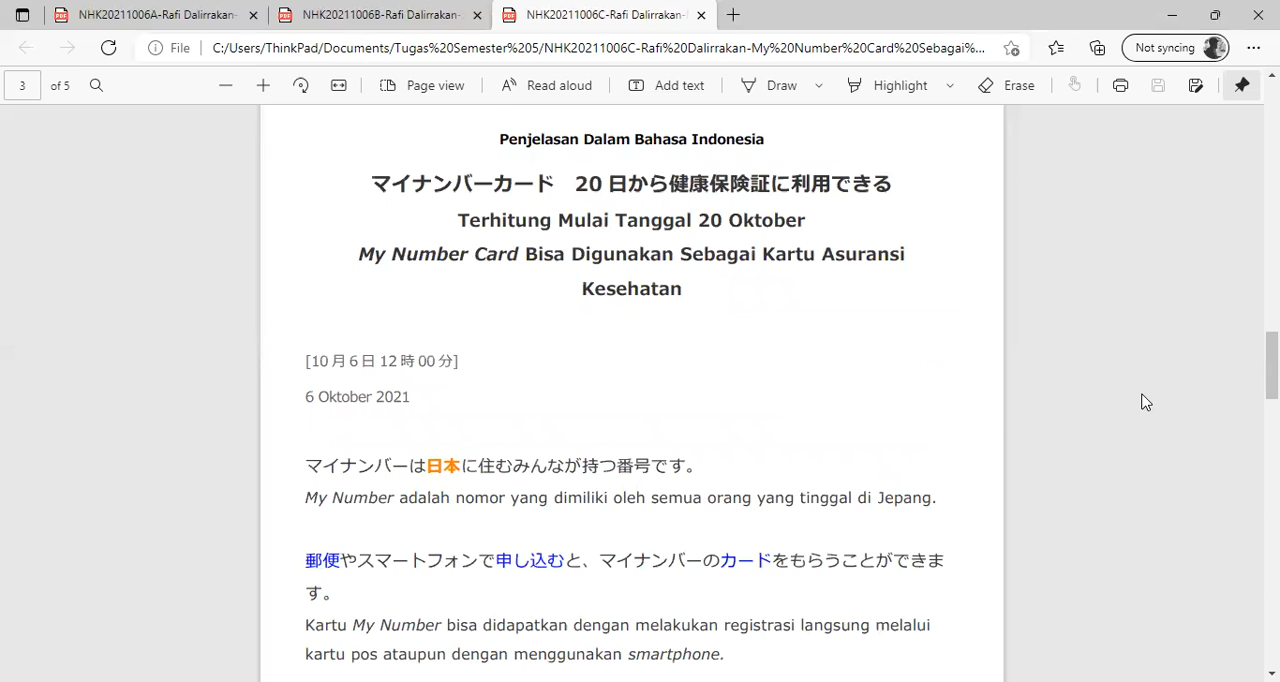 NHK20211006A-Rafi Dalirrakan-
NHK20211006B-Rafi Dalirrakan-
NHK20211006C-Rafi Dalirrakan-
File C:/Users/ThinkPad/Documents/Tugas%20Semester%205/NHK20211006C-Rafi%20Dalirrakan-My%20Number%20Card%20Sebagai%... Not syncing
3 of 5 Page view Read aloud Add text Draw Highlight Erase
Penjelasan Dalam Bahasa Indonesia
マイナンバーカード　20 日から健康保険証に利用できる
Terhitung Mulai Tanggal 20 Oktober
My Number Card Bisa Digunakan Sebagai Kartu Asuransi
Kesehatan
[10 月 6 日 12 時 00 分]
6 Oktober 2021
マイナンバーは日本に住むみんなが持つ番号です。
My Number adalah nomor yang dimiliki oleh semua orang yang tinggal di Jepang.
郵便やスマートフォンで申し込むと、マイナンバーのカードをもらうことができま
す。
Kartu My Number bisa didapatkan dengan melakukan registrasi langsung melalui
kartu pos ataupun dengan menggunakan smartphone.